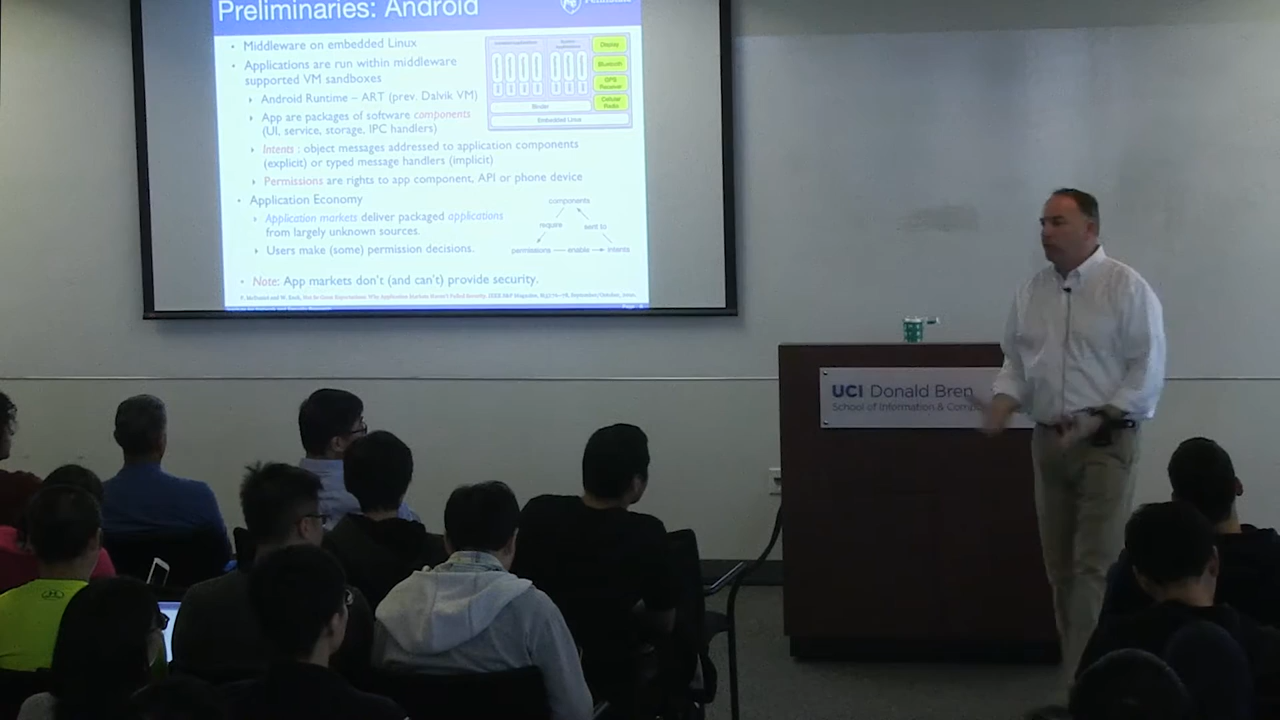 Preliminaries: Android
PennState
• Middleware on embedded Linux
• Applications are run within middleware
supported VM sandboxes
‣ Android Runtime – ART (prev. Dalvik VM)
‣ App are packages of software components
(UI, service, storage, IPC handlers)
‣ Intents : object messages addressed to application components
(explicit) or typed message handlers (implicit)
‣ Permissions are rights to app component, API or phone device
• Application Economy
‣ Application markets deliver packaged applications
from largely unknown sources.
‣ Users make (some) permission decisions.
• Note: App markets don't (and can't) provide security.
Display
Bluetooth
GPS
Receiver
Cellular
Radio
Binder
Embedded Linux
components
require
sent to
permissions
enable
intents
Page
UCI Donald Bren
School of Information & Comp